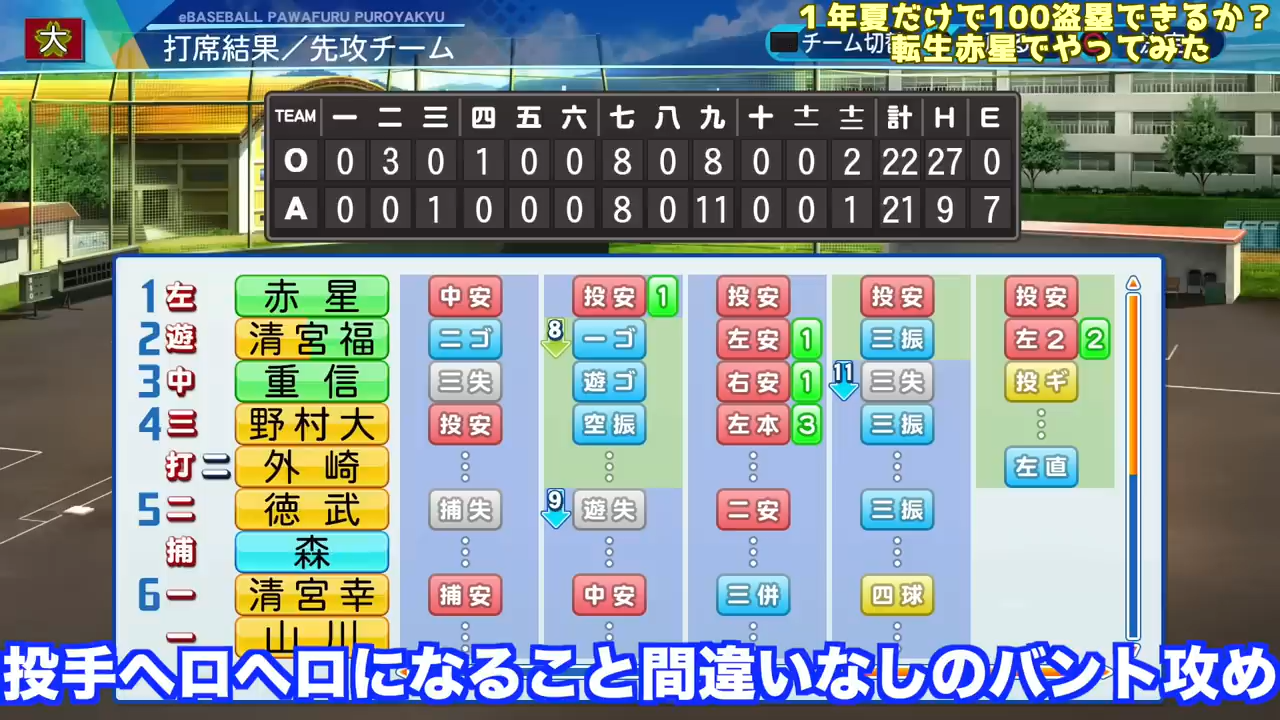 eBASEBALL PAWAFURU PUROYAKYU
大 打席結果／先攻チーム
チーム切替
1年夏だけで100盗塁できるか？
転生赤星でやってみた
TEAM 一 二 三 四 五 六 七 八 九 十 十一 十二 計 H E
O 0 3 0 1 0 0 8 0 8 0 0 2 22 27 0
A 0 0 1 0 0 0 8 0 11 0 0 1 21 9 7
1 左 赤星 中安 投安 1 投安 投安 投安
2 遊 清宮福 二ゴ 8 一ゴ 左安 1 三振 左2 2
3 中 重信 三失 遊ゴ 右安 1 11 三失 投ギ
4 三 野村大 投安 空振 左本 3 三振
打 二 外崎 左直
5 二 徳武 捕失 9 遊失 二安 三振
捕 森
6 一 清宮幸 捕安 中安 三併 四球
一 山川
投手ヘロヘロになること間違いなしのバント攻め